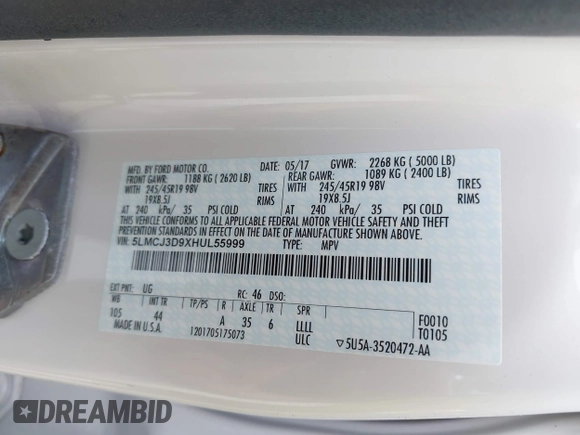 MFD. BY FORD MOTOR CO. DATE: 05/17 GVWR: 2268 KG ( 5000 LB)
FRONT GAWR: 1188 KG ( 2620 LB) REAR GAWR: 1089 KG ( 2400 LB)
WITH 245/45R19 98V TIRES WITH 245/45R19 98V TIRES
19X8.5J RIMS 19X8.5J RIMS
AT 240 kPa/ 35 PSI COLD AT 240 kPa/ 35 PSI COLD
THIS VEHICLE CONFORMS TO ALL APPLICABLE FEDERAL MOTOR VEHICLE SAFETY AND THEFT
PREVENTION STANDARDS IN EFFECT ON THE DATE OF MANUFACTURE SHOWN ABOVE.
VIN: 5LMCJ3D9XHUL55999 TYPE: MPV
EXT PNT: UG RC: 46 DSO:
WB INT TR TP/PS R AXLE TR SPR F0010
105 44 A 35 6 LLLL T0105
MADE IN U.S.A. 1201705175073 ULC ▽5U5A-3520472-AA
DREAMBID